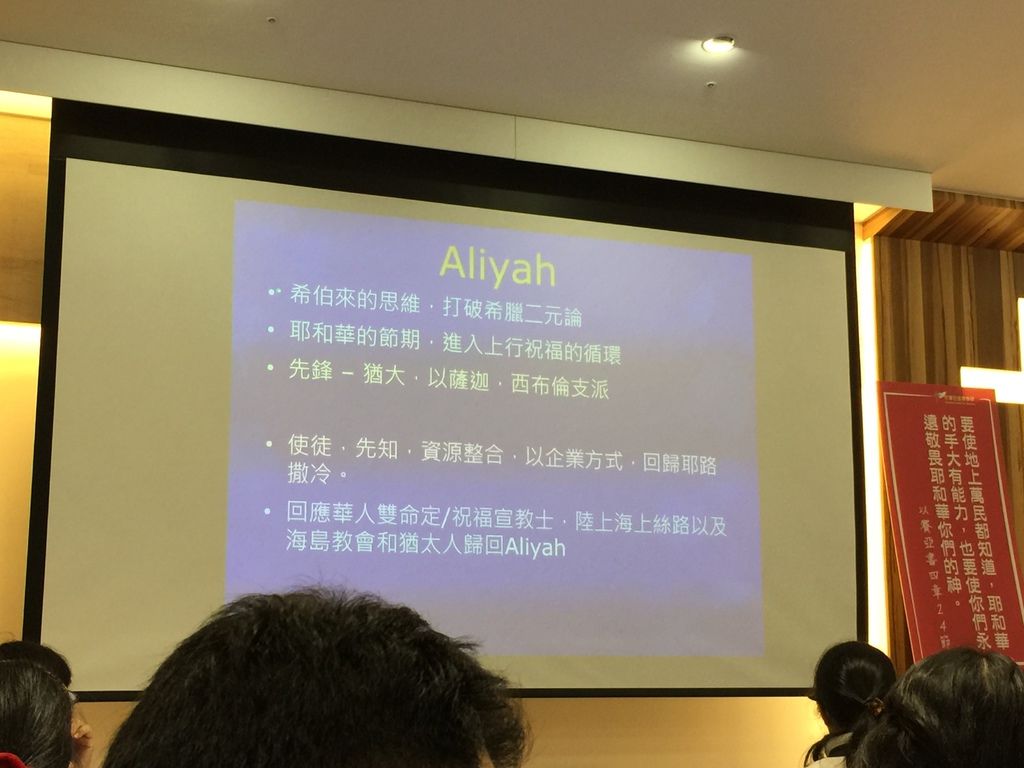 Aliyah
• 希伯來的思維，打破希臘二元論
• 耶和華的節期，進入上行祝福的循環
• 先鋒 – 猶大，以薩迦，西布倫支派
• 使徒，先知，資源整合，以企業方式，回歸耶路
撒冷。
• 回應華人雙命定/祝福宣教士，陸上海上絲路以及
海島教會和猶太人歸回Aliyah
要使地上萬民都知道，耶和華
的手大有能力，也要使你們永
遠敬畏耶和華你們的神。
四章24節